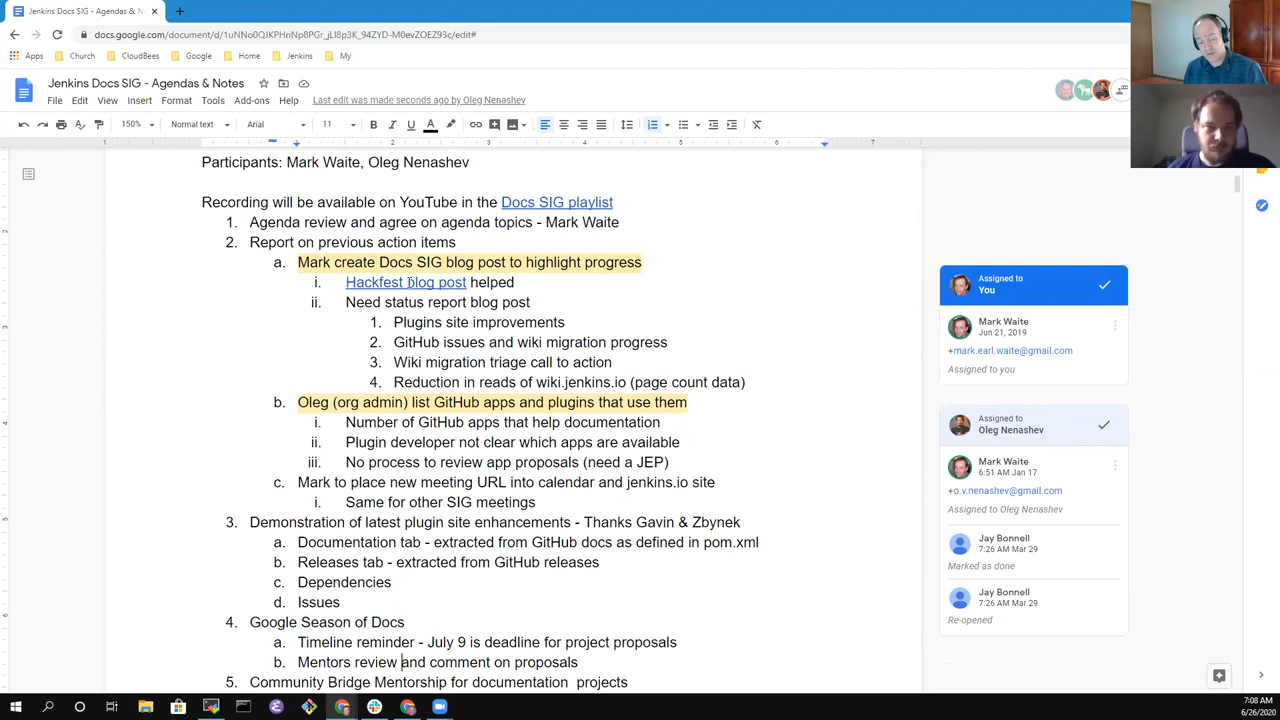 Jenkins Docs SIG - Agendas & N
docs.google.com/document/d/1uNNo0QJKPHnNp8PGr_jLI8p3K_94ZYD-M0evZOEZ93c/edit#
Apps Church CloudBees Google Home Jenkins My
Jenkins Docs SIG - Agendas & Notes
File Edit View Insert Format Tools Add-ons Help Last edit was made seconds ago by Oleg Nenashev
150% Normal text Arial 11 B I U A
1 1 2 3 4 5 6 7
Participants: Mark Waite, Oleg Nenashev
Recording will be available on YouTube in the Docs SIG playlist
1. Agenda review and agree on agenda topics - Mark Waite
2. Report on previous action items
a. Mark create Docs SIG blog post to highlight progress
i. Hackfest blog post helped
ii. Need status report blog post
1. Plugins site improvements
2. GitHub issues and wiki migration progress
3. Wiki migration triage call to action
4. Reduction in reads of wiki.jenkins.io (page count data)
b. Oleg (org admin) list GitHub apps and plugins that use them
i. Number of GitHub apps that help documentation
ii. Plugin developer not clear which apps are available
iii. No process to review app proposals (need a JEP)
c. Mark to place new meeting URL into calendar and jenkins.io site
i. Same for other SIG meetings
3. Demonstration of latest plugin site enhancements - Thanks Gavin & Zbynek
a. Documentation tab - extracted from GitHub docs as defined in pom.xml
b. Releases tab - extracted from GitHub releases
c. Dependencies
d. Issues
4. Google Season of Docs
a. Timeline reminder - July 9 is deadline for project proposals
b. Mentors review and comment on proposals
5. Community Bridge Mentorship for documentation projects
Assigned to
You
Mark Waite
Jun 21, 2019
+mark.earl.waite@gmail.com
Assigned to you
Assigned to
Oleg Nenashev
Mark Waite
6:51 AM Jan 17
+o.v.nenashev@gmail.com
Assigned to Oleg Nenashev
Jay Bonnell
7:26 AM Mar 29
Marked as done
Jay Bonnell
7:26 AM Mar 29
Re-opened
7:08 AM
6/26/2020